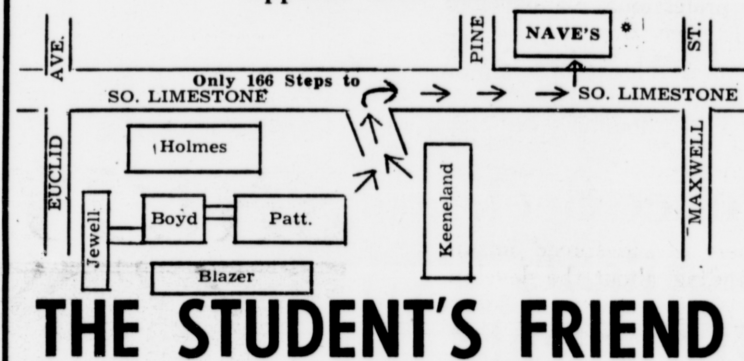 AVE.
PINE
NAVE'S *
ST.
Only 166 Steps to
SO. LIMESTONE
SO. LIMESTONE
EUCLID
Holmes
Keeneland
MAXWELL
Jewell
Boyd
Patt.
Blazer
THE STUDENT'S FRIEND